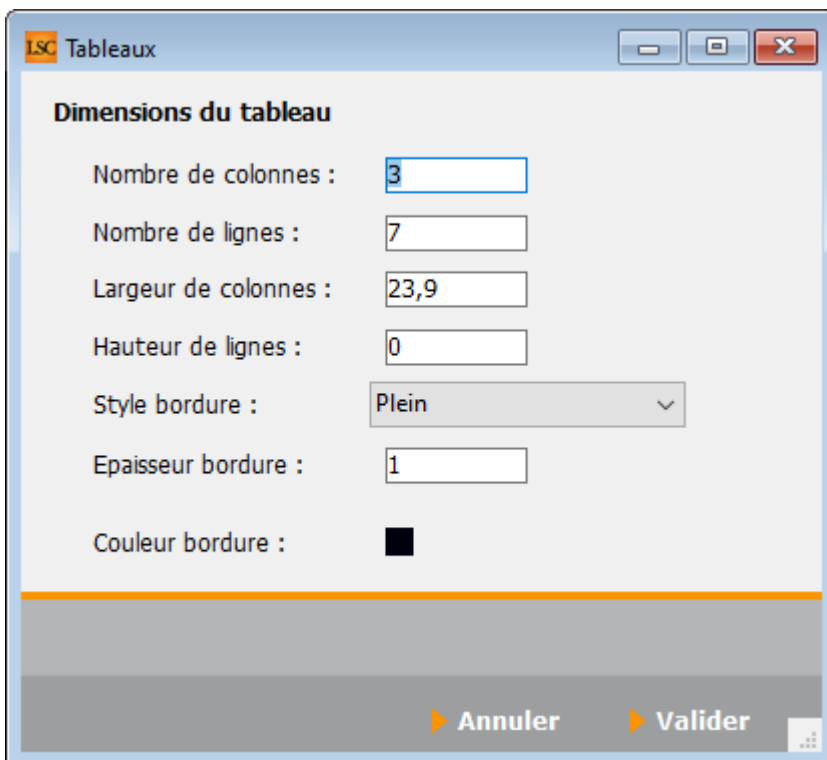 LSC Tableaux
Dimensions du tableau
Nombre de colonnes : 3
Nombre de lignes : 7
Largeur de colonnes : 23,9
Hauteur de lignes : 0
Style bordure : Plein
Epaisseur bordure : 1
Couleur bordure :
Annuler Valider